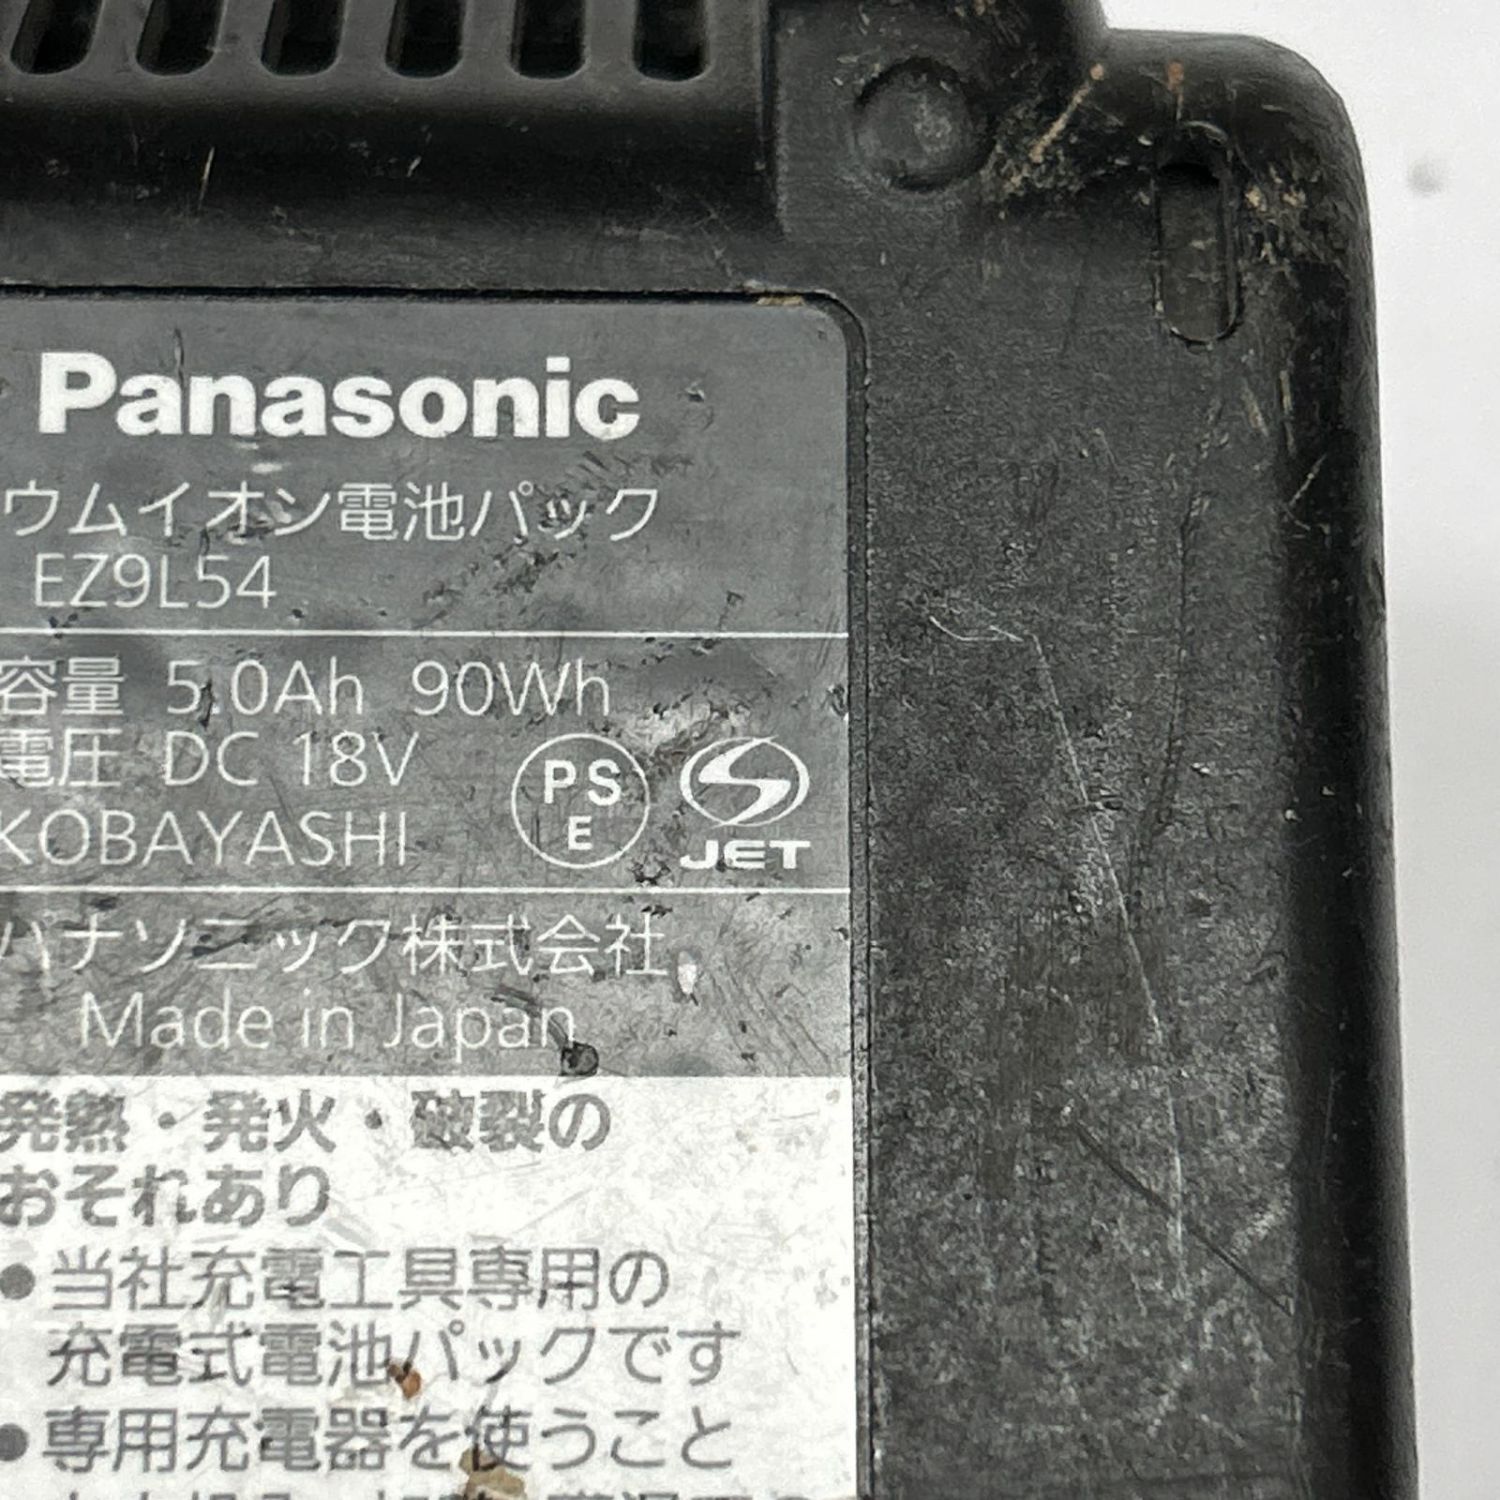 Panasonic
ウムイオン電池パック
EZ9L54
容量 5.0Ah 90Wh
電圧 DC 18V
KOBAYASHI
PS
E
JET
パナソニック株式会社
Made in Japan
発熱・発火・破裂の
おそれあり
●当社充電工具専用の
充電式電池パックです
●専用充電器を使うこと